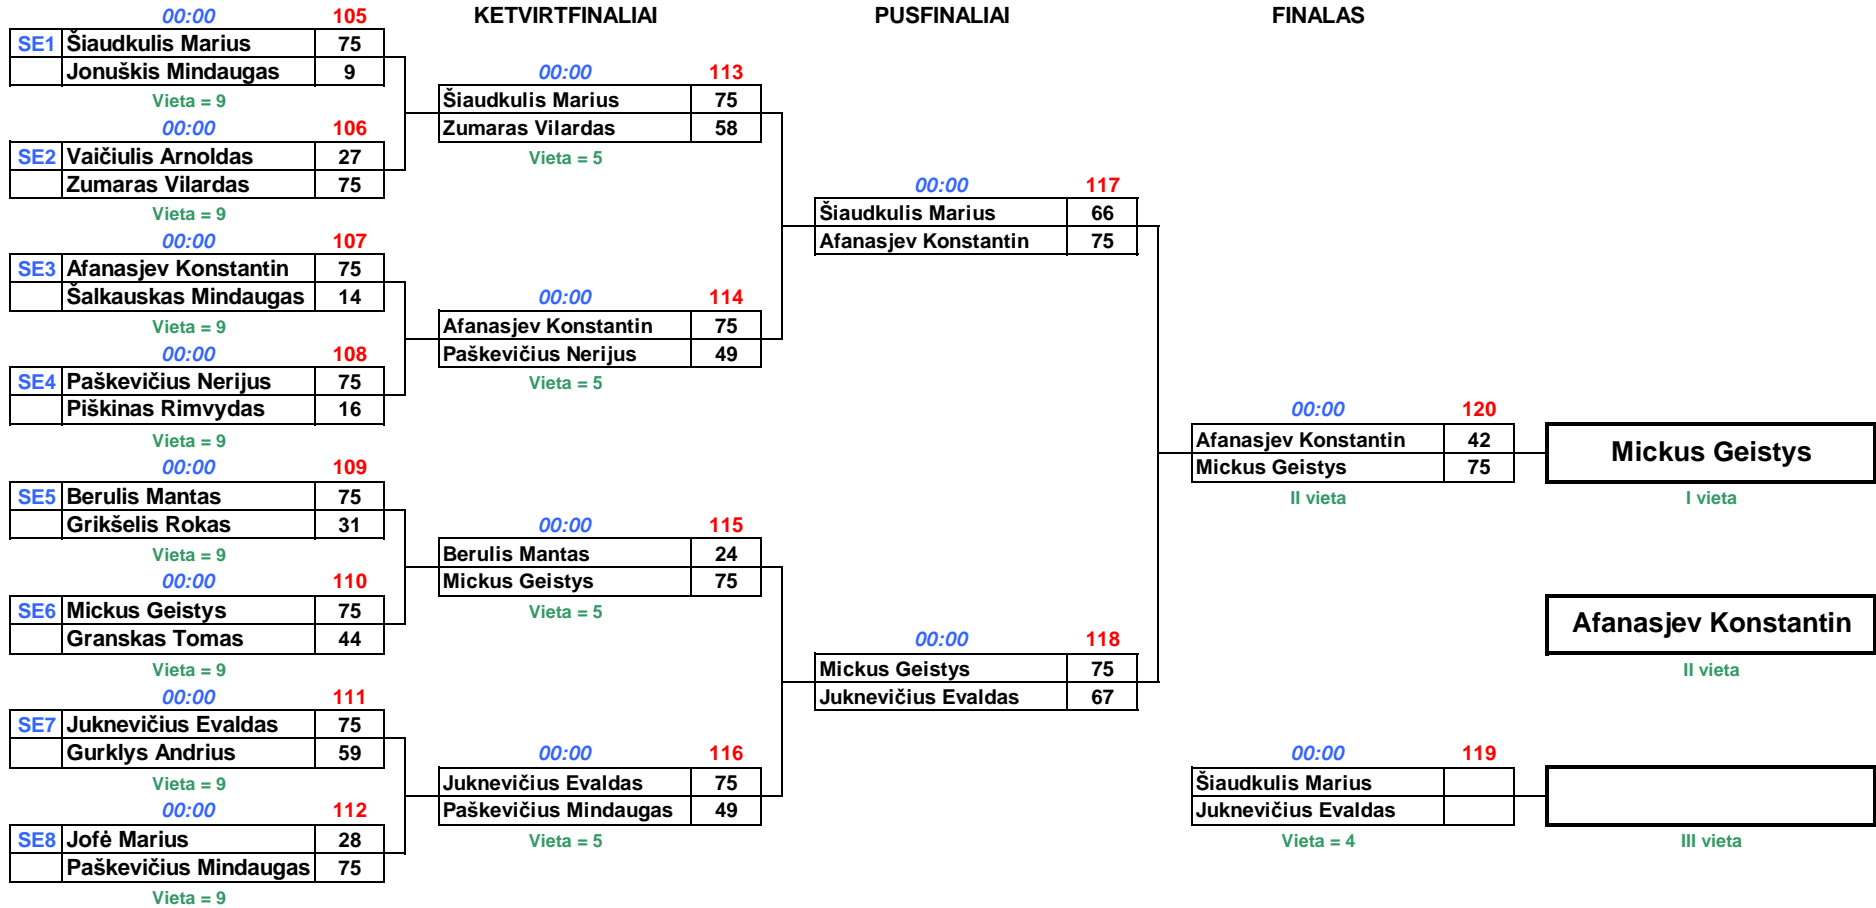 00:00 105 KETVIRTFINALIAI PUSFINALIAI FINALAS
SE1 Šiaudkulis Marius 75
Jonuškis Mindaugas 9
00:00 113
Vieta = 9
Šiaudkulis Marius 75
00:00 106
Zumaras Vilardas 58
SE2 Vaičiulis Arnoldas 27
Vieta = 5
Zumaras Vilardas 75
00:00 117
Vieta = 9
Šiaudkulis Marius 66
00:00 107
Afanasjev Konstantin 75
SE3 Afanasjev Konstantin 75
Šalkauskas Mindaugas 14
00:00 114
Vieta = 9
Afanasjev Konstantin 75
00:00 108
Paškevičius Nerijus 49
SE4 Paškevičius Nerijus 75
Vieta = 5
Piškinas Rimvydas 16
00:00 120
Vieta = 9
Afanasjev Konstantin 42
Mickus Geistys
00:00 109
Mickus Geistys 75
SE5 Berulis Mantas 75
II vieta
I vieta
Grikšelis Rokas 31
00:00 115
Vieta = 9
Berulis Mantas 24
00:00 110
Mickus Geistys 75
SE6 Mickus Geistys 75
Vieta = 5
Afanasjev Konstantin
Granskas Tomas 44
00:00 118
Vieta = 9
Mickus Geistys 75
II vieta
00:00 111
Juknevičius Evaldas 67
SE7 Juknevičius Evaldas 75
Gurklys Andrius 59
00:00 116
00:00 119
Vieta = 9
Juknevičius Evaldas 75
Šiaudkulis Marius
00:00 112
Paškevičius Mindaugas 49
Juknevičius Evaldas
SE8 Jofė Marius 28
Vieta = 5
Vieta = 4
III vieta
Paškevičius Mindaugas 75
Vieta = 9